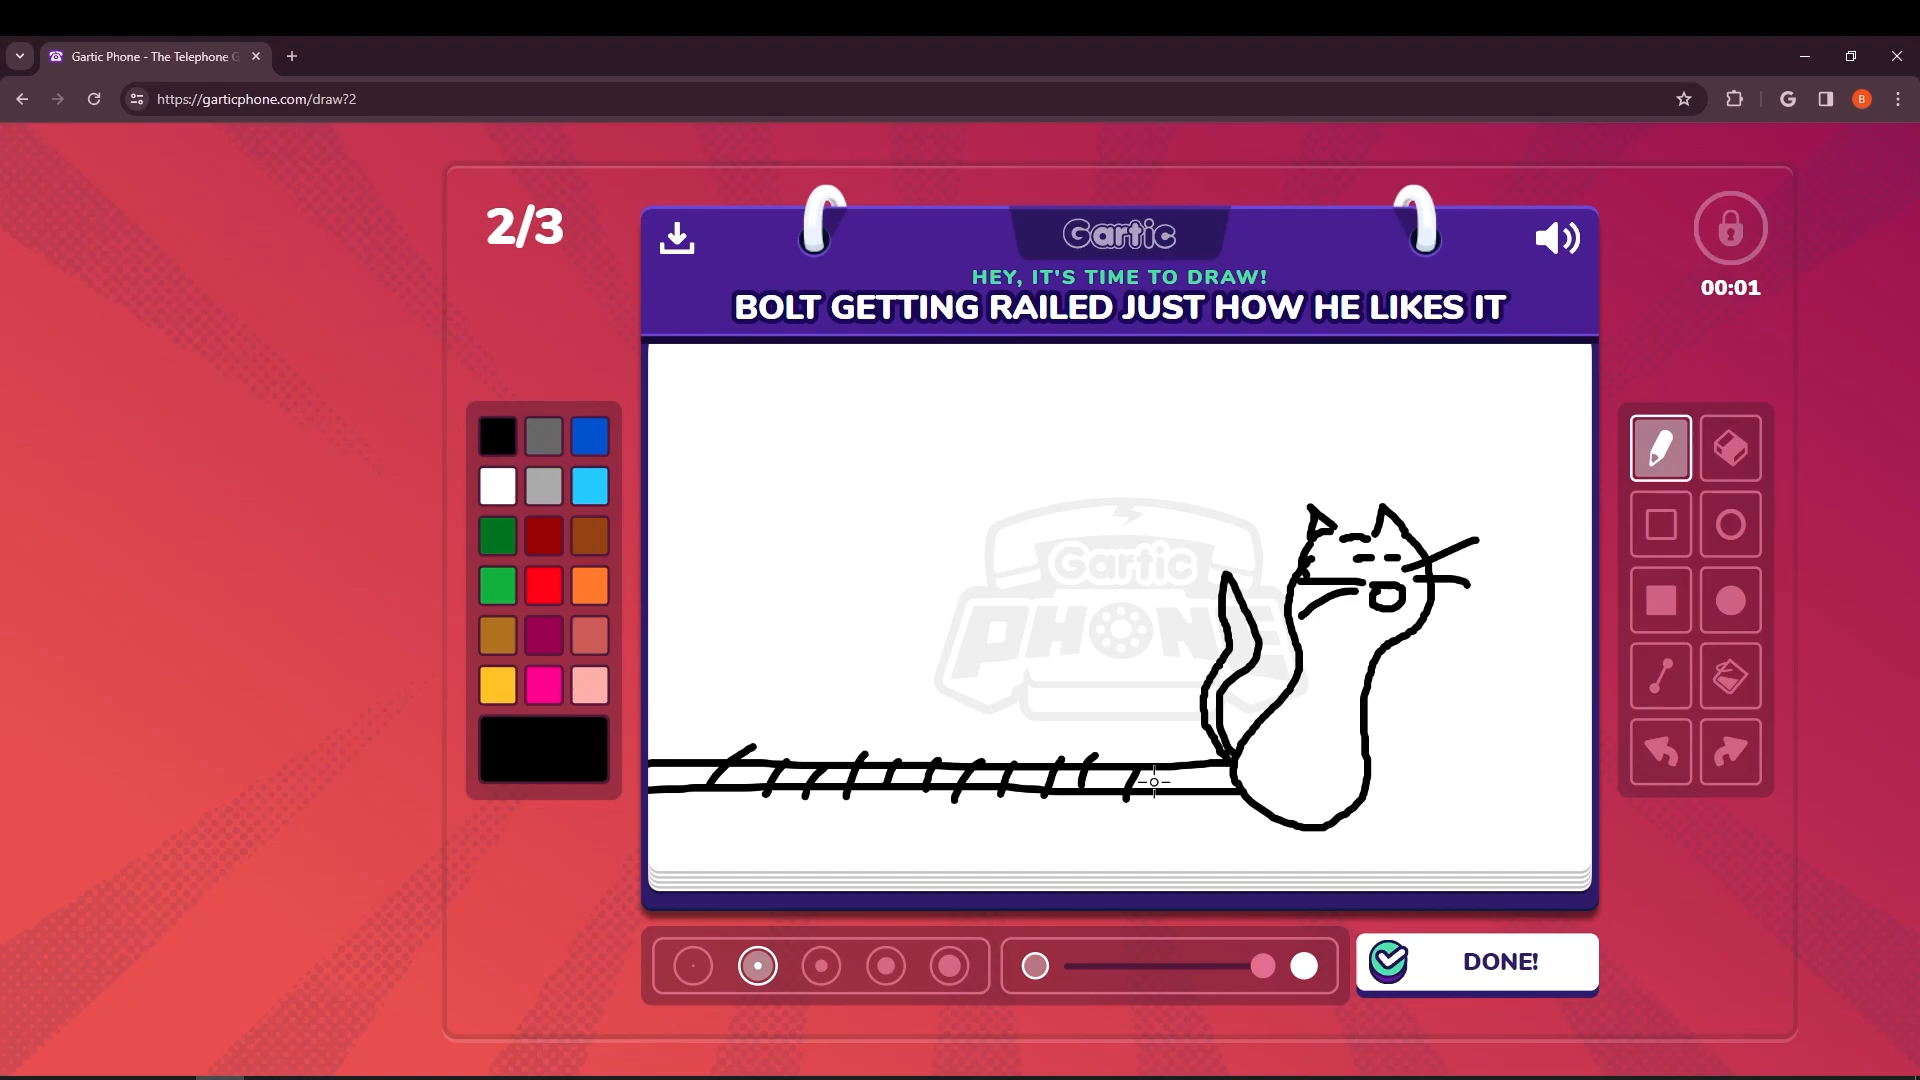 Gartic Phone - The Telephone G
https://garticphone.com/draw?2
B
2/3
Gartic
HEY, IT'S TIME TO DRAW!
BOLT GETTING RAILED JUST HOW HE LIKES IT
00:01
Gartic
PHONE
DONE!